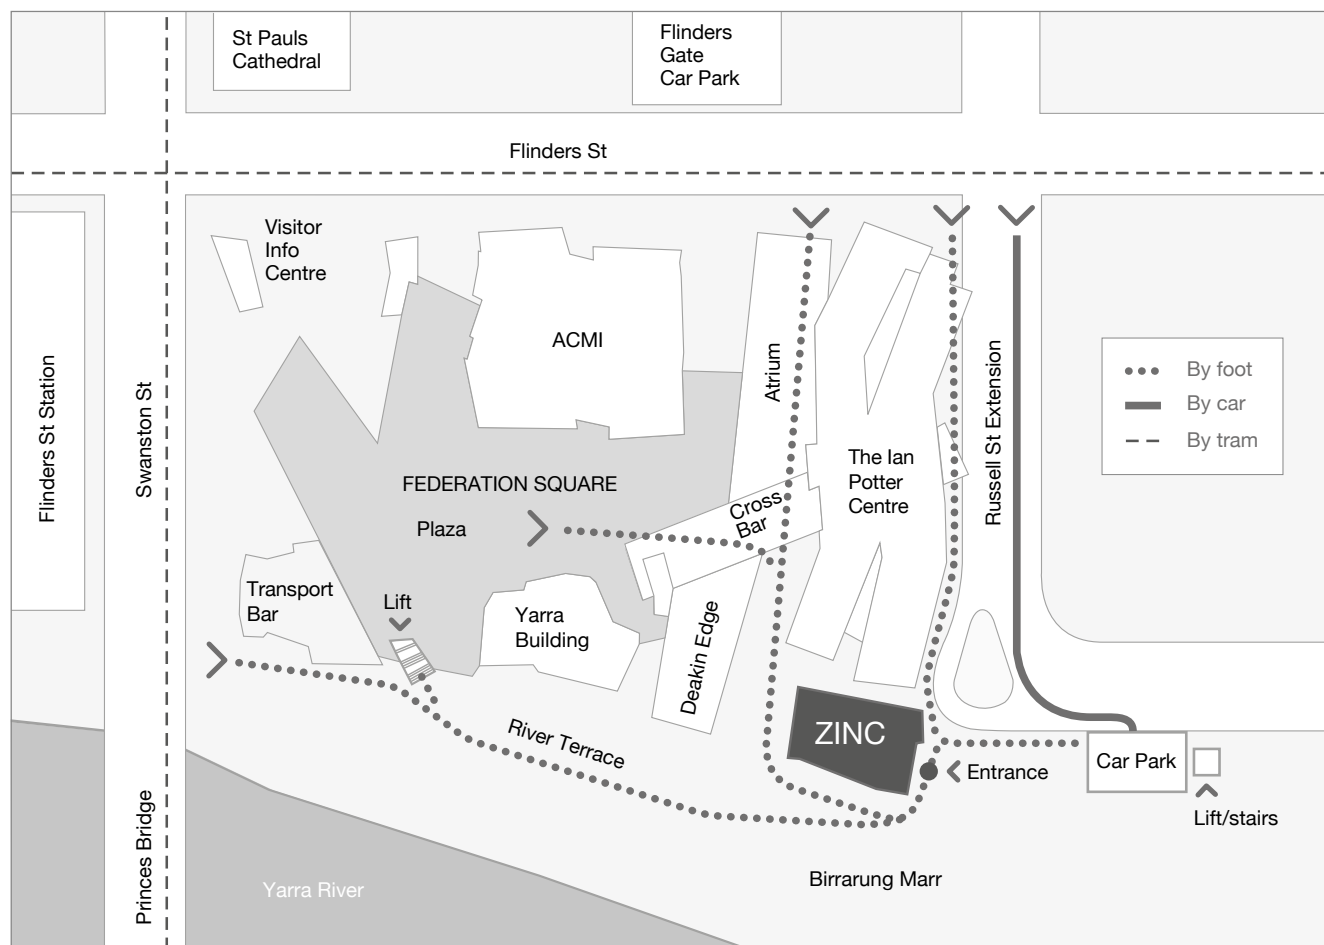 St Pauls
Cathedral
Flinders
Gate
Car Park
Flinders St
Visitor
Info
Centre
ACMI
Atrium
Flinders St Station
Swanston St
Russell St Extension
By foot
By car
By tram
FEDERATION SQUARE
Plaza
The Ian
Potter
Centre
Cross
Bar
Transport
Bar
Lift
Yarra
Building
Deakin Edge
River Terrace
ZINC
Entrance
Car Park
Lift/stairs
Princes Bridge
Yarra River
Birrarung Marr